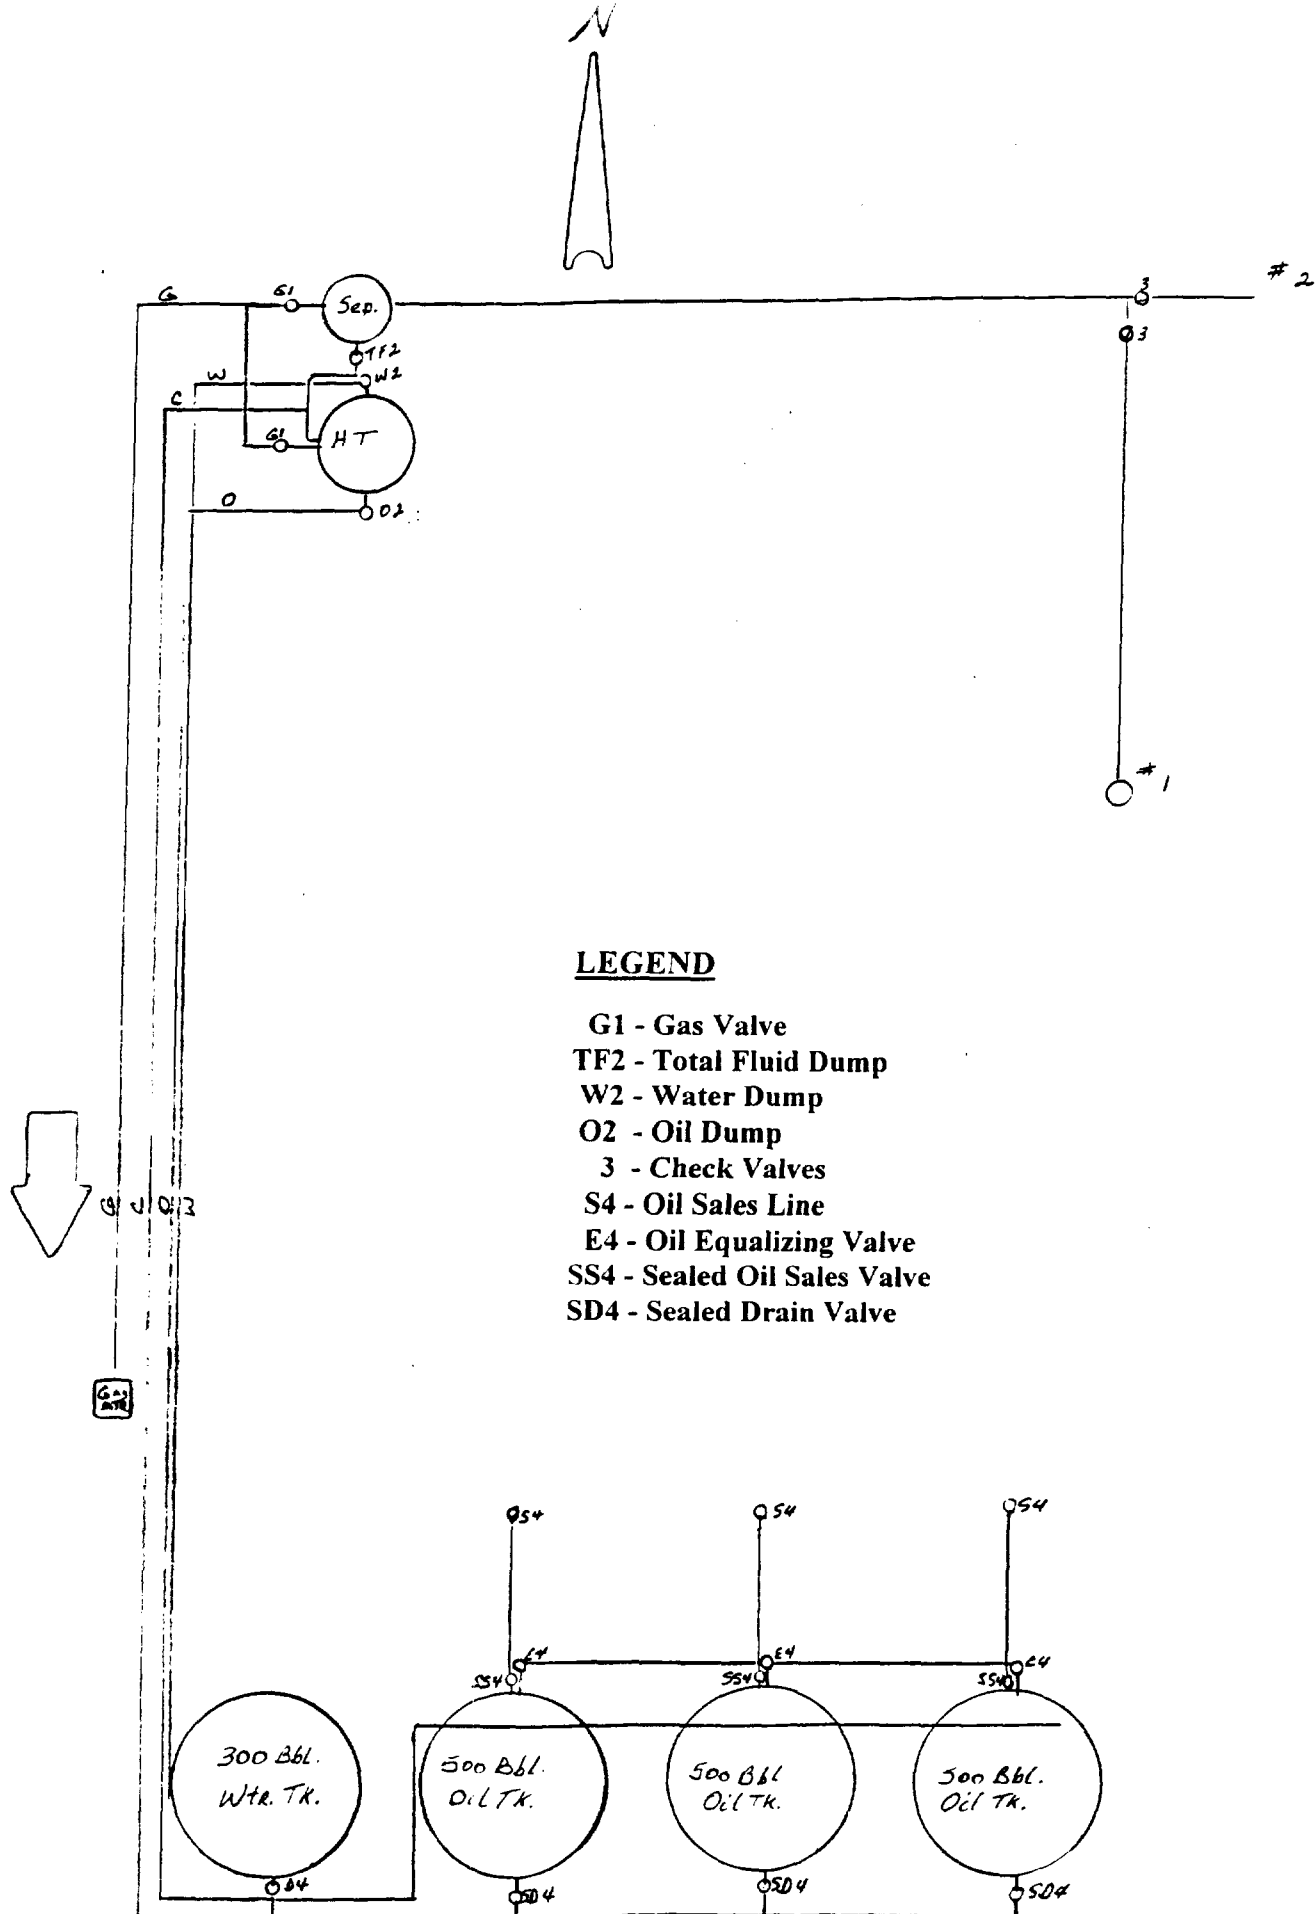 N
# 2
3
3
G
G1
Sep.
TF2
W2
W
C
G1
HT
O
O2
# 1
LEGEND
G1 - Gas Valve
TF2 - Total Fluid Dump
W2 - Water Dump
O2 - Oil Dump
3 - Check Valves
S4 - Oil Sales Line
E4 - Oil Equalizing Valve
SS4 - Sealed Oil Sales Valve
SD4 - Sealed Drain Valve
G C O W
Gas
MTR
S4
S4
S4
E4
E4
E4
SS4
SS4
SS4
300 Bbl.
Wtr. Tk.
500 Bbl.
Oil Tk.
500 Bbl
Oil Tk.
500 Bbl.
Oil Tk.
D4
SD4
SD4
SD4